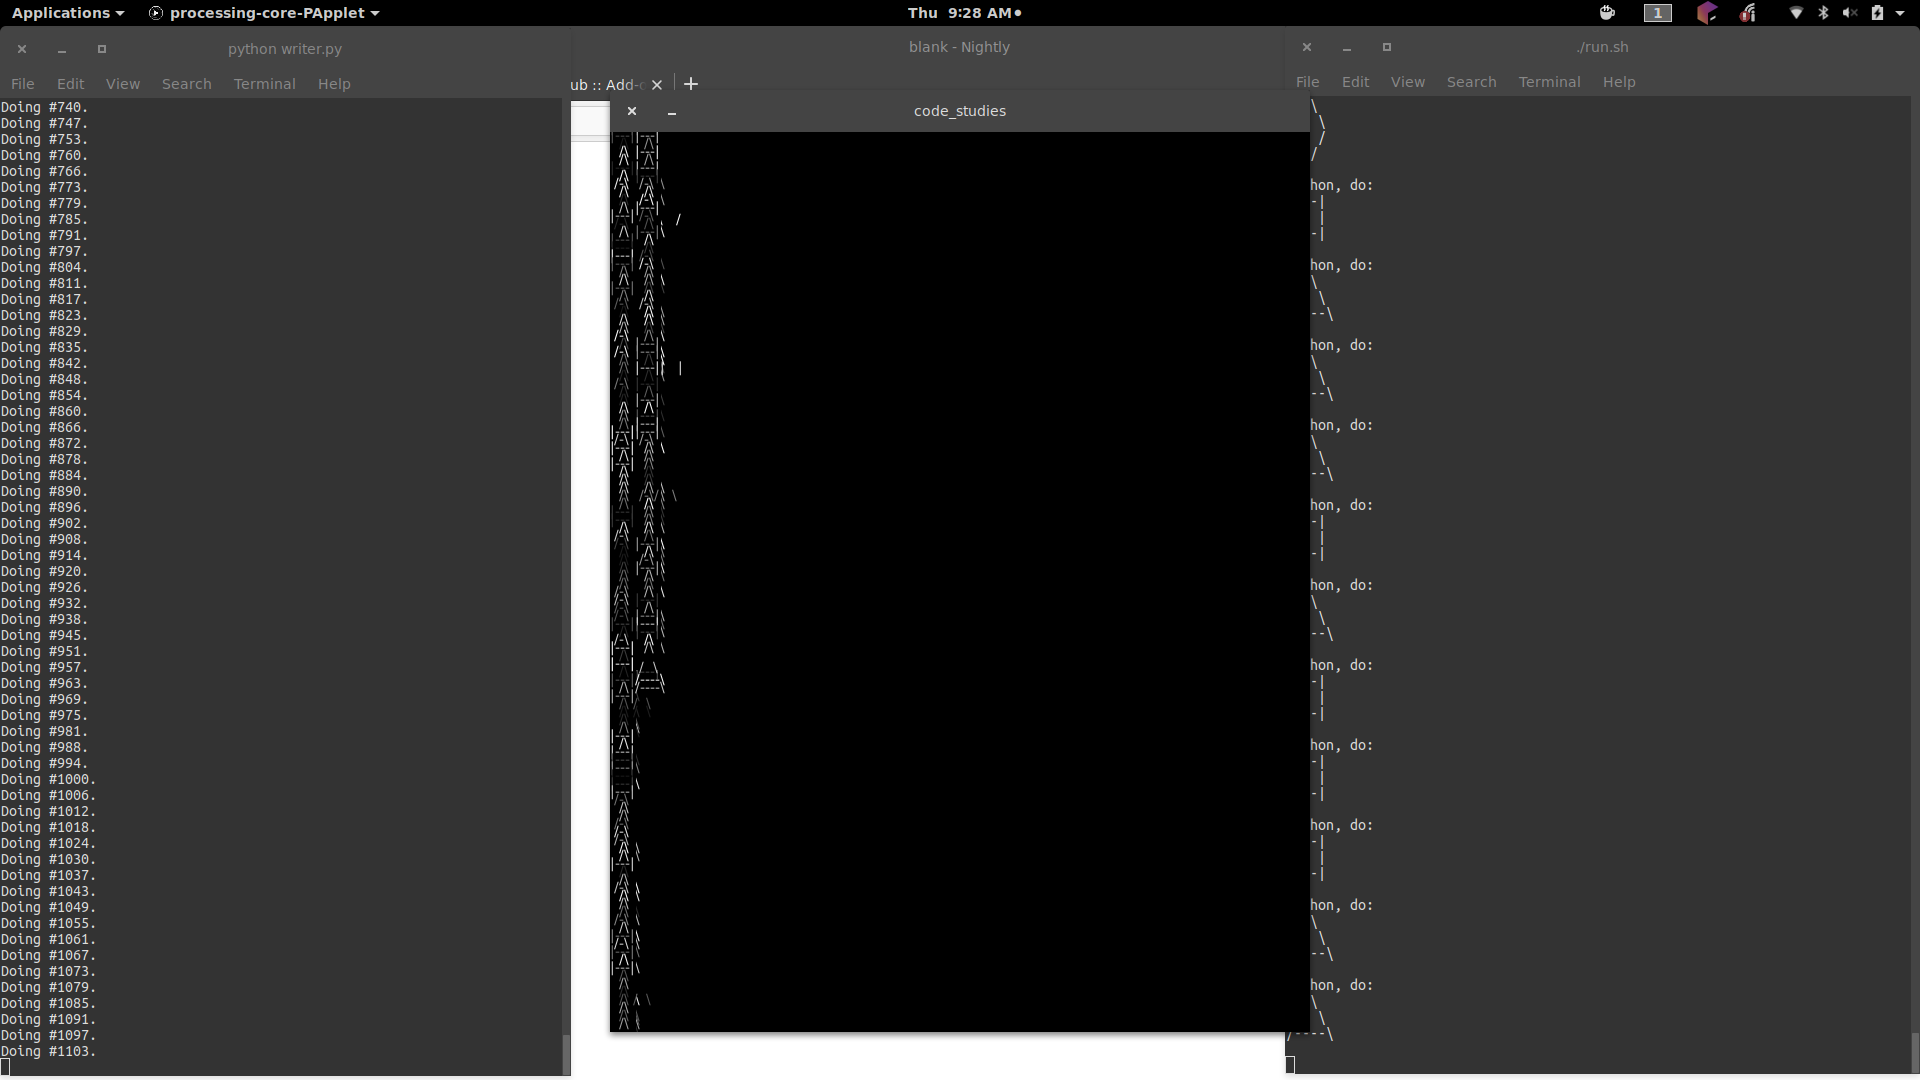 Applications
processing-core-PApplet
Thu 9:28 AM
1
python writer.py
File Edit View Search Terminal Help
Doing #740.
Doing #747.
Doing #753.
Doing #760.
Doing #766.
Doing #773.
Doing #779.
Doing #785.
Doing #791.
Doing #797.
Doing #804.
Doing #811.
Doing #817.
Doing #823.
Doing #829.
Doing #835.
Doing #842.
Doing #848.
Doing #854.
Doing #860.
Doing #866.
Doing #872.
Doing #878.
Doing #884.
Doing #890.
Doing #896.
Doing #902.
Doing #908.
Doing #914.
Doing #920.
Doing #926.
Doing #932.
Doing #938.
Doing #945.
Doing #951.
Doing #957.
Doing #963.
Doing #969.
Doing #975.
Doing #981.
Doing #988.
Doing #994.
Doing #1000.
Doing #1006.
Doing #1012.
Doing #1018.
Doing #1024.
Doing #1030.
Doing #1037.
Doing #1043.
Doing #1049.
Doing #1055.
Doing #1061.
Doing #1067.
Doing #1073.
Doing #1079.
Doing #1085.
Doing #1091.
Doing #1097.
Doing #1103.
blank - Nightly
ub :: Add-
code_studies
./run.sh
File Edit View Search Terminal Help
\
\
/
/
hon, do:
-|
|
-|
hon, do:
\
\
--\
hon, do:
\
\
--\
hon, do:
\
\
--\
hon, do:
-|
|
-|
hon, do:
\
\
--\
hon, do:
-|
|
-|
hon, do:
-|
|
-|
hon, do:
-|
|
-|
hon, do:
\
\
--\
hon, do:
\
\
/----\